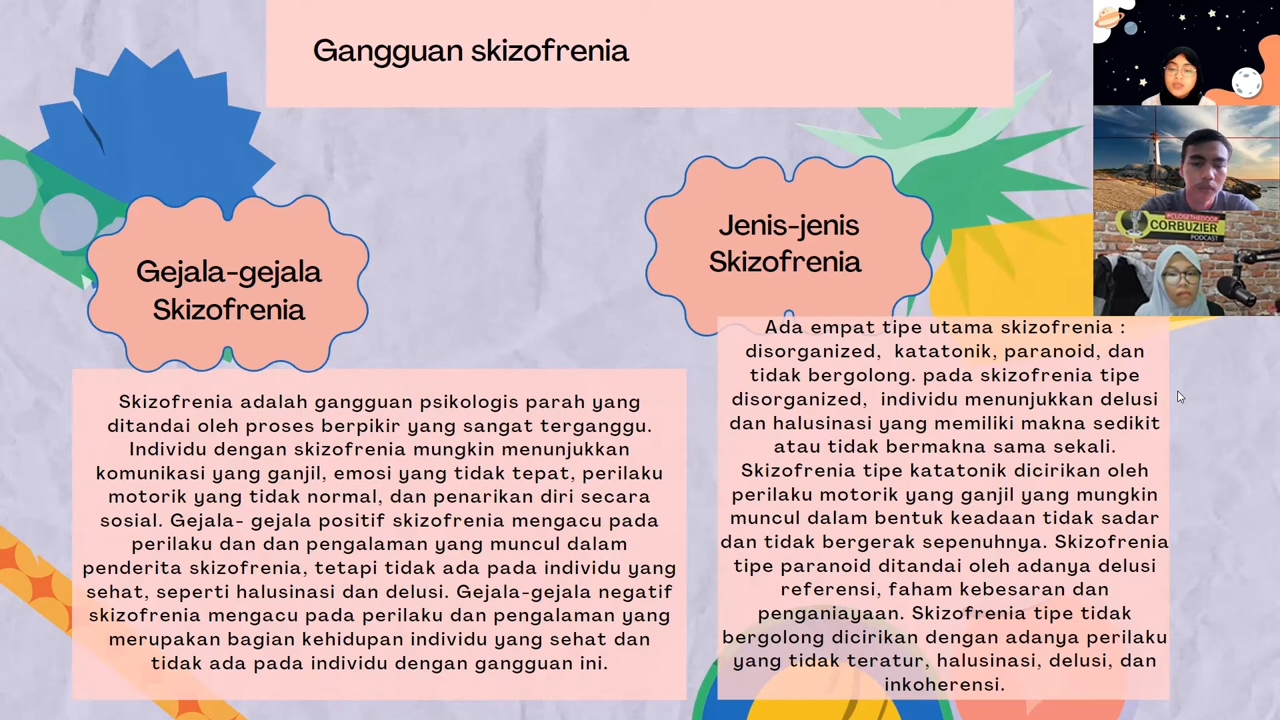 Gangguan skizofrenia
Gejala-gejala
Skizofrenia
Skizofrenia adalah gangguan psikologis parah yang
ditandai oleh proses berpikir yang sangat terganggu.
Individu dengan skizofrenia mungkin menunjukkan
komunikasi yang ganjil, emosi yang tidak tepat, perilaku
motorik yang tidak normal, dan penarikan diri secara
sosial. Gejala- gejala positif skizofrenia mengacu pada
perilaku dan dan pengalaman yang muncul dalam
penderita skizofrenia, tetapi tidak ada pada individu yang
sehat, seperti halusinasi dan delusi. Gejala-gejala negatif
skizofrenia mengacu pada perilaku dan pengalaman yang
merupakan bagian kehidupan individu yang sehat dan
tidak ada pada individu dengan gangguan ini.
Jenis-jenis
Skizofrenia
Ada empat tipe utama skizofrenia :
disorganized,  katatonik, paranoid, dan
tidak bergolong. pada skizofrenia tipe
disorganized,  individu menunjukkan delusi
dan halusinasi yang memiliki makna sedikit
atau tidak bermakna sama sekali.
Skizofrenia tipe katatonik dicirikan oleh
perilaku motorik yang ganjil yang mungkin
muncul dalam bentuk keadaan tidak sadar
dan tidak bergerak sepenuhnya. Skizofrenia
tipe paranoid ditandai oleh adanya delusi
referensi, faham kebesaran dan
penganiayaan. Skizofrenia tipe tidak
bergolong dicirikan dengan adanya perilaku
yang tidak teratur, halusinasi, delusi, dan
inkoherensi.
#CLOSETHEDOOR
CORBUZIER
PODCAST